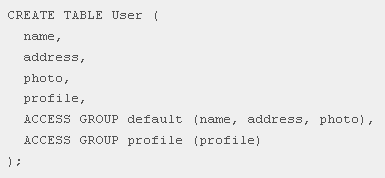 CREATE TABLE User (
  name,
  address,
  photo,
  profile,
  ACCESS GROUP default (name, address, photo),
  ACCESS GROUP profile (profile)
);